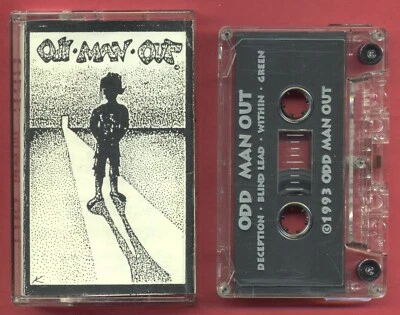 ODD·MAN·OUT
©
K
ODD MAN OUT
DECEPTION · BLIND LEAD · WITHIN · GREEN
©1993 ODD MAN OUT